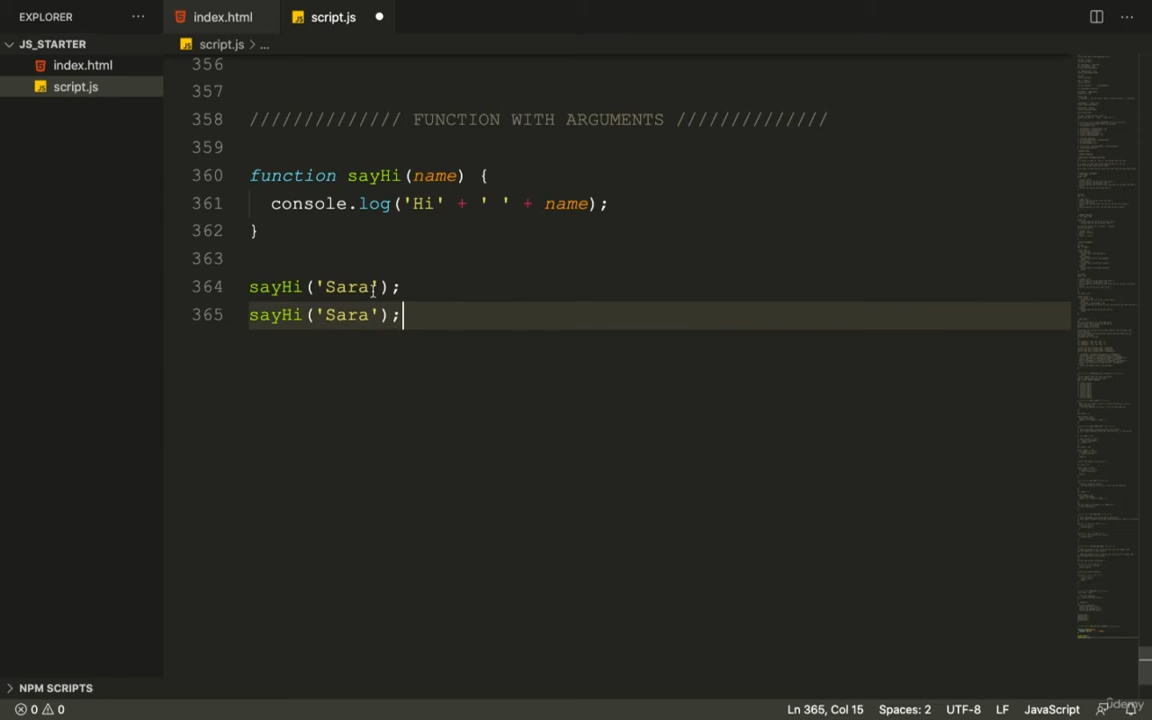 EXPLORER ··· index.html script.js ● ···
JS_STARTER script.js > ...
index.html
script.js
356
357
358 ////////////// FUNCTION WITH ARGUMENTS //////////////
359
360 function sayHi(name) {
361 console.log('Hi' + ' ' + name);
362 }
363
364 sayHi('Sara');
365 sayHi('Sara');
NPM SCRIPTS
0 0 Ln 365, Col 15 Spaces: 2 UTF-8 LF JavaScript
Udemy